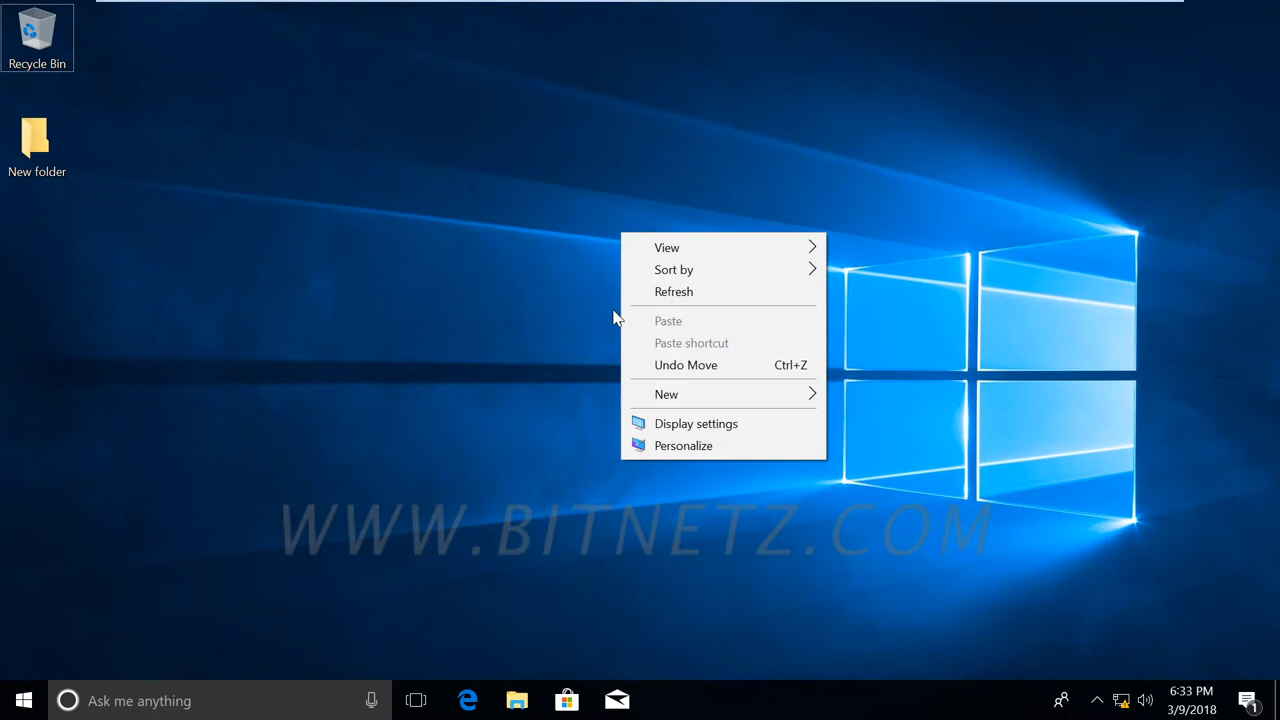 Recycle Bin
New folder
View
Sort by
Refresh
Paste
Paste shortcut
Undo Move Ctrl+Z
New
Display settings
Personalize
WWW.BITNETZ.COM
Ask me anything
6:33 PM
3/9/2018
1